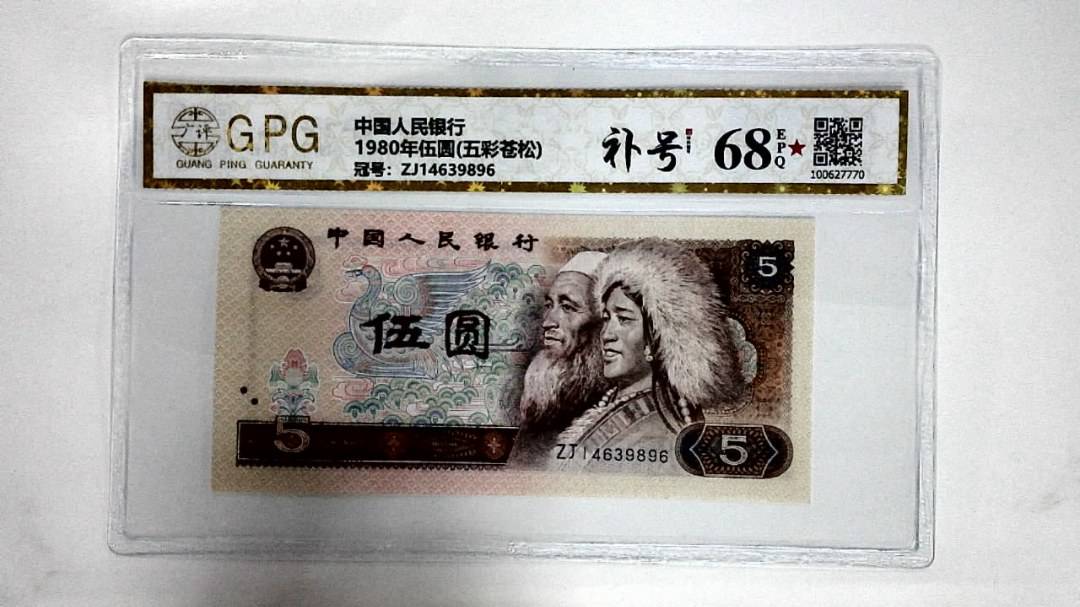 GPG
GUANG PING GUARANTY
中国人民银行
1980年伍圆(五彩苍松)
冠号：ZJ14639896
补号
68
EPQ
100627770
中国人民银行
5
伍圆
5
ZJ14639896
5